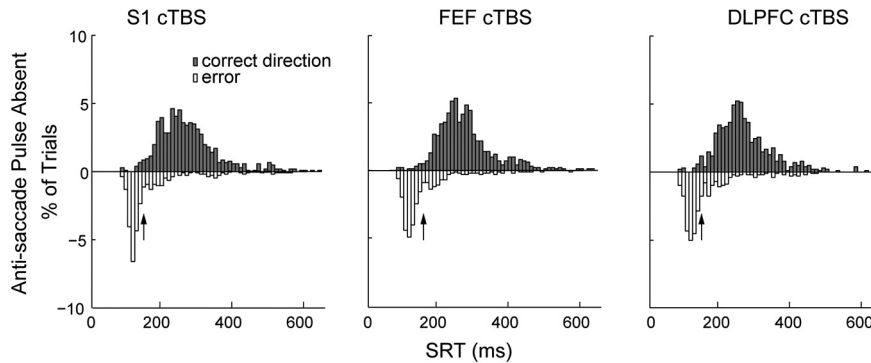 S1 cTBS
FEF cTBS
DLPFC cTBS
Anti-saccade Pulse Absent
% of Trials
10
5
0
−5
−10
correct direction
error
0 200 400 600
0 200 400 600
0 200 400 600
SRT (ms)